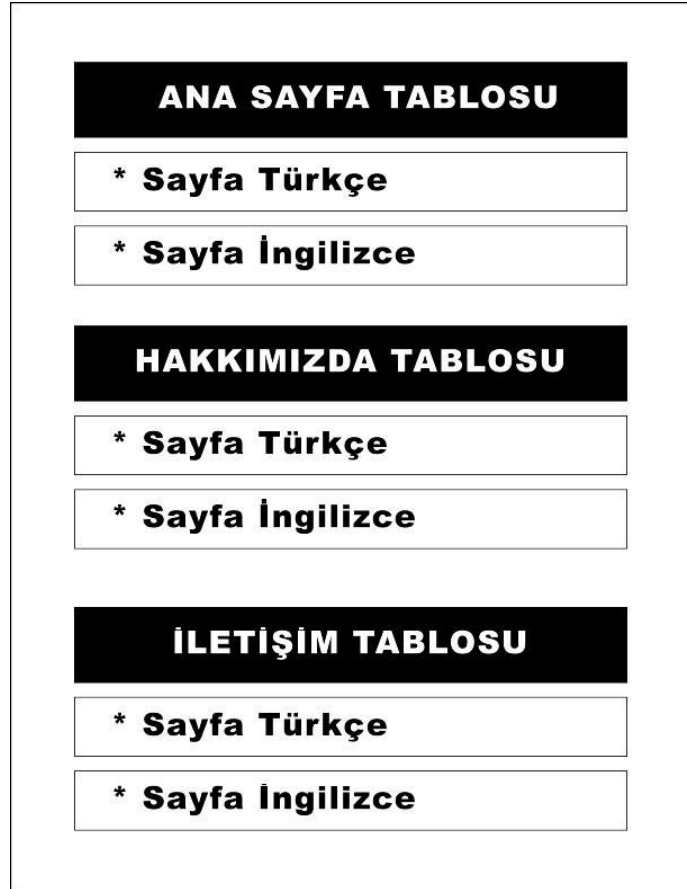 ANA SAYFA TABLOSU
* Sayfa Türkçe
* Sayfa İngilizce
HAKKIMIZDA TABLOSU
* Sayfa Türkçe
* Sayfa İngilizce
İLETİŞİM TABLOSU
* Sayfa Türkçe
* Sayfa İngilizce